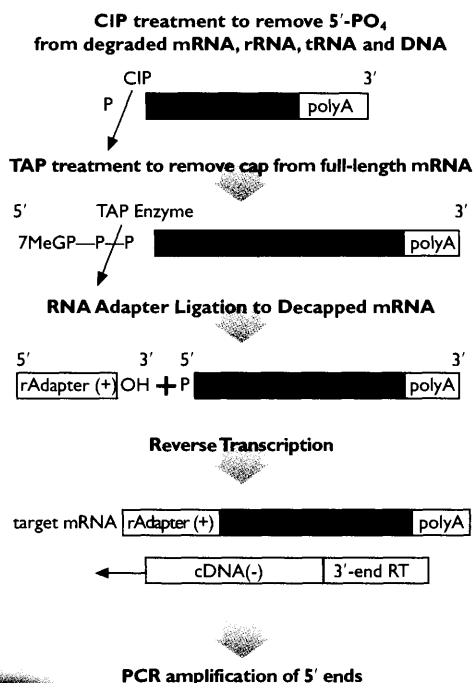 CIP treatment to remove 5′-PO₄
from degraded mRNA, rRNA, tRNA and DNA
CIP 3′
P polyA
TAP treatment to remove cap from full-length mRNA
5′ TAP Enzyme 3′
7MeGP—P—P polyA
RNA Adapter Ligation to Decapped mRNA
5′ 3′ 5′ 3′
rAdapter (+) OH + P polyA
Reverse Transcription
target mRNA rAdapter (+) polyA
cDNA(-) 3′-end RT
PCR amplification of 5′ ends